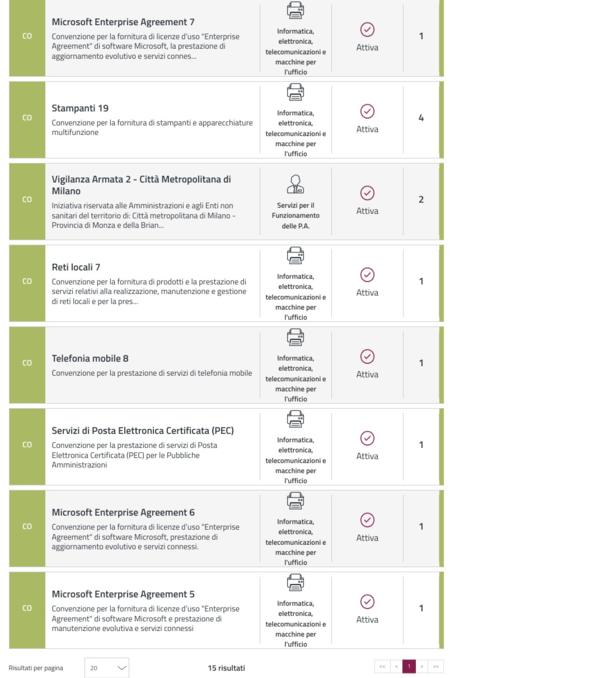 CO
Microsoft Enterprise Agreement 7
Convenzione per la fornitura di licenze d'uso "Enterprise
Agreement" di software Microsoft, la prestazione di
aggiornamento evolutivo e servizi connes...
Informatica,
elettronica,
telecomunicazioni e
macchine per
l'ufficio
Attiva
1
CO
Stampanti 19
Convenzione per la fornitura di stampanti e apparecchiature
multifunzione
Informatica,
elettronica,
telecomunicazioni e
macchine per
l'ufficio
Attiva
4
CO
Vigilanza Armata 2 - Città Metropolitana di
Milano
Iniziativa riservata alle Amministrazioni e agli Enti non
sanitari del territorio di: Città metropolitana di Milano -
Provincia di Monza e della Brian...
Servizi per il
Funzionamento
delle P.A.
Attiva
2
CO
Reti locali 7
Convenzione per la fornitura di prodotti e la prestazione di
servizi relativi alla realizzazione, manutenzione e gestione
di reti locali e per la pres...
Informatica,
elettronica,
telecomunicazioni e
macchine per
l'ufficio
Attiva
1
CO
Telefonia mobile 8
Convenzione per la prestazione di servizi di telefonia mobile
Informatica,
elettronica,
telecomunicazioni e
macchine per
l'ufficio
Attiva
1
CO
Servizi di Posta Elettronica Certificata (PEC)
Convenzione per la prestazione di servizi di Posta
Elettronica Certificata (PEC) per le Pubbliche
Amministrazioni
Informatica,
elettronica,
telecomunicazioni e
macchine per
l'ufficio
Attiva
1
CO
Microsoft Enterprise Agreement 6
Convenzione per la fornitura di licenze d'uso "Enterprise
Agreement" di software Microsoft, prestazione di
aggiornamento evolutivo e servizi connessi.
Informatica,
elettronica,
telecomunicazioni e
macchine per
l'ufficio
Attiva
1
CO
Microsoft Enterprise Agreement 5
Convenzione per la fornitura di licenze d'uso "Enterprise
Agreement" di software Microsoft e prestazione di
manutenzione evolutiva e servizi connessi
Informatica,
elettronica,
telecomunicazioni e
macchine per
l'ufficio
Attiva
1
Risultati per pagina 20 15 risultati << < 1 > >>